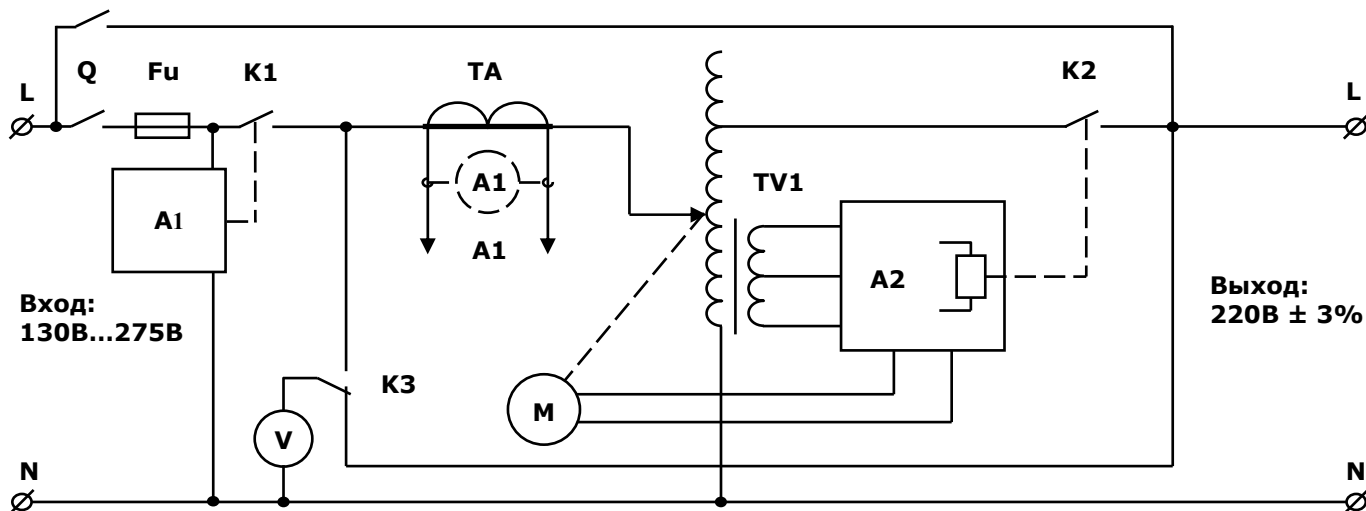 Q
Fu
K1
TA
K2
L
L
A1
TV1
A1
A1
A2
Вход:
130В...275В
Выход:
220В ± 3%
K3
M
V
N
N